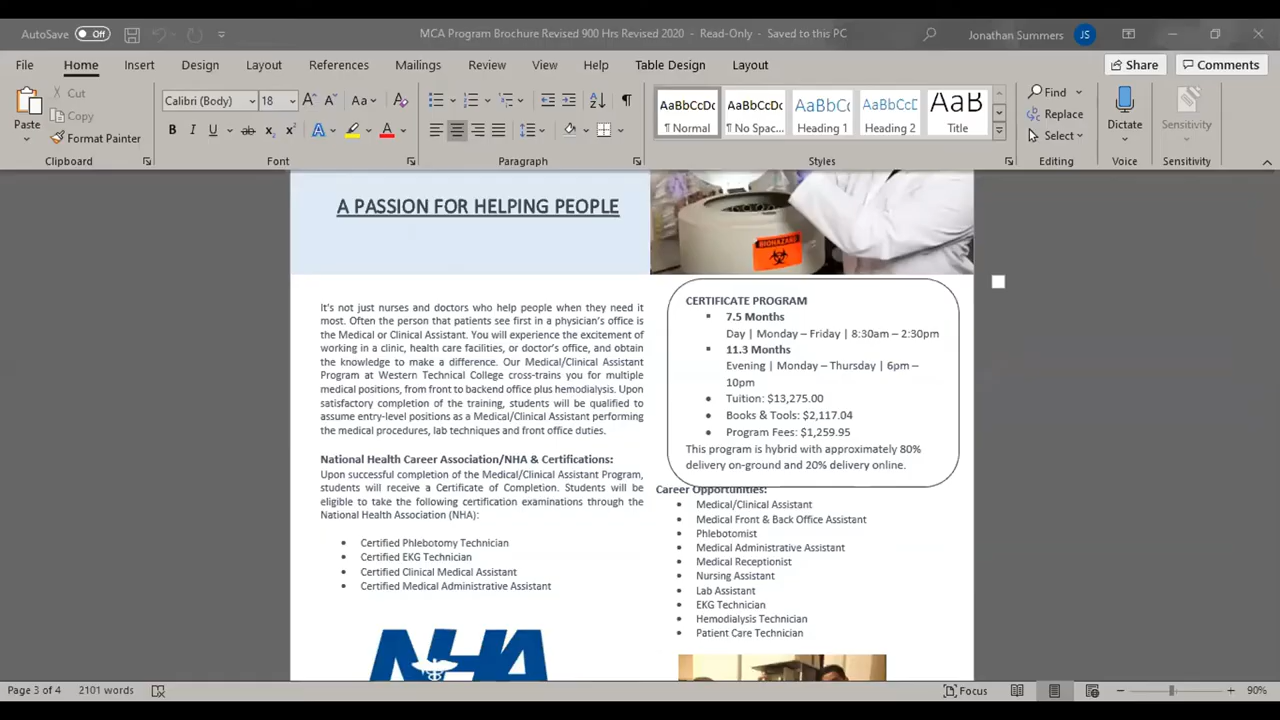 AutoSave Off
MCA Program Brochure Revised 900 Hrs Revised 2020 - Read-Only - Saved to this PC
Jonathan Summers JS
File Home Insert Design Layout References Mailings Review View Help Table Design Layout Share Comments
Paste
Cut
Copy
Format Painter
Clipboard
Calibri (Body) 18
Font
Paragraph
AaBbCcDc AaBbCcDc AaBbCc AaBbCcE AaB
¶ Normal ¶ No Spac... Heading 1 Heading 2 Title
Styles
Find
Replace
Select
Editing
Dictate
Voice
Sensitivity
Sensitivity
A PASSION FOR HELPING PEOPLE
BIOHAZARD
It's not just nurses and doctors who help people when they need it
most. Often the person that patients see first in a physician's office is
the Medical or Clinical Assistant. You will experience the excitement of
working in a clinic, health care facilities, or doctor's office, and obtain
the knowledge to make a difference. Our Medical/Clinical Assistant
Program at Western Technical College cross-trains you for multiple
medical positions, from front to backend office plus hemodialysis. Upon
satisfactory completion of the training, students will be qualified to
assume entry-level positions as a Medical/Clinical Assistant performing
the medical procedures, lab techniques and front office duties.
National Health Career Association/NHA & Certifications:
Upon successful completion of the Medical/Clinical Assistant Program,
students will receive a Certificate of Completion. Students will be
eligible to take the following certification examinations through the
National Health Association (NHA):
• Certified Phlebotomy Technician
• Certified EKG Technician
• Certified Clinical Medical Assistant
• Certified Medical Administrative Assistant
NHA
CERTIFICATE PROGRAM
▪ 7.5 Months
Day | Monday – Friday | 8:30am – 2:30pm
▪ 11.3 Months
Evening | Monday – Thursday | 6pm –
10pm
• Tuition: $13,275.00
• Books & Tools: $2,117.04
• Program Fees: $1,259.95
This program is hybrid with approximately 80%
delivery on-ground and 20% delivery online.
Career Opportunities:
• Medical/Clinical Assistant
• Medical Front & Back Office Assistant
• Phlebotomist
• Medical Administrative Assistant
• Medical Receptionist
• Nursing Assistant
• Lab Assistant
• EKG Technician
• Hemodialysis Technician
• Patient Care Technician
Page 3 of 4 2101 words Focus 90%